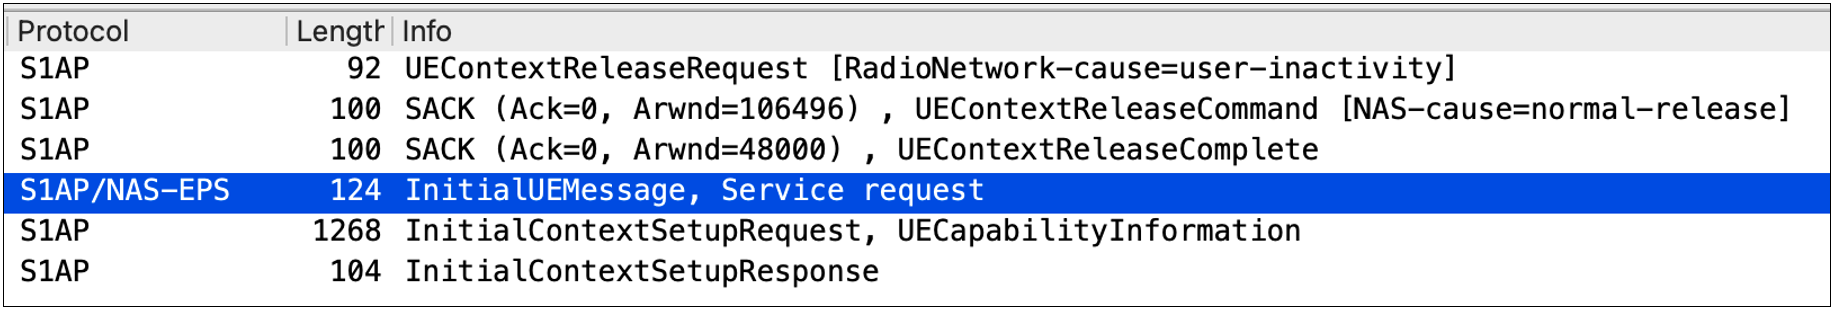 Protocol Length Info
S1AP 92 UEContextReleaseRequest [RadioNetwork-cause=user-inactivity]
S1AP 100 SACK (Ack=0, Arwnd=106496) , UEContextReleaseCommand [NAS-cause=normal-release]
S1AP 100 SACK (Ack=0, Arwnd=48000) , UEContextReleaseComplete
S1AP/NAS-EPS 124 InitialUEMessage, Service request
S1AP 1268 InitialContextSetupRequest, UECapabilityInformation
S1AP 104 InitialContextSetupResponse